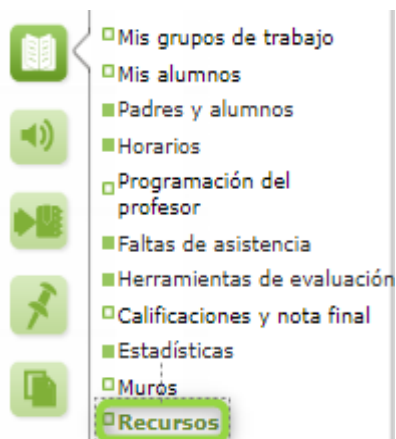 Mis grupos de trabajo
Mis alumnos
Padres y alumnos
Horarios
Programación del
profesor
Faltas de asistencia
Herramientas de evaluación
Calificaciones y nota final
Estadísticas
Muros
Recursos